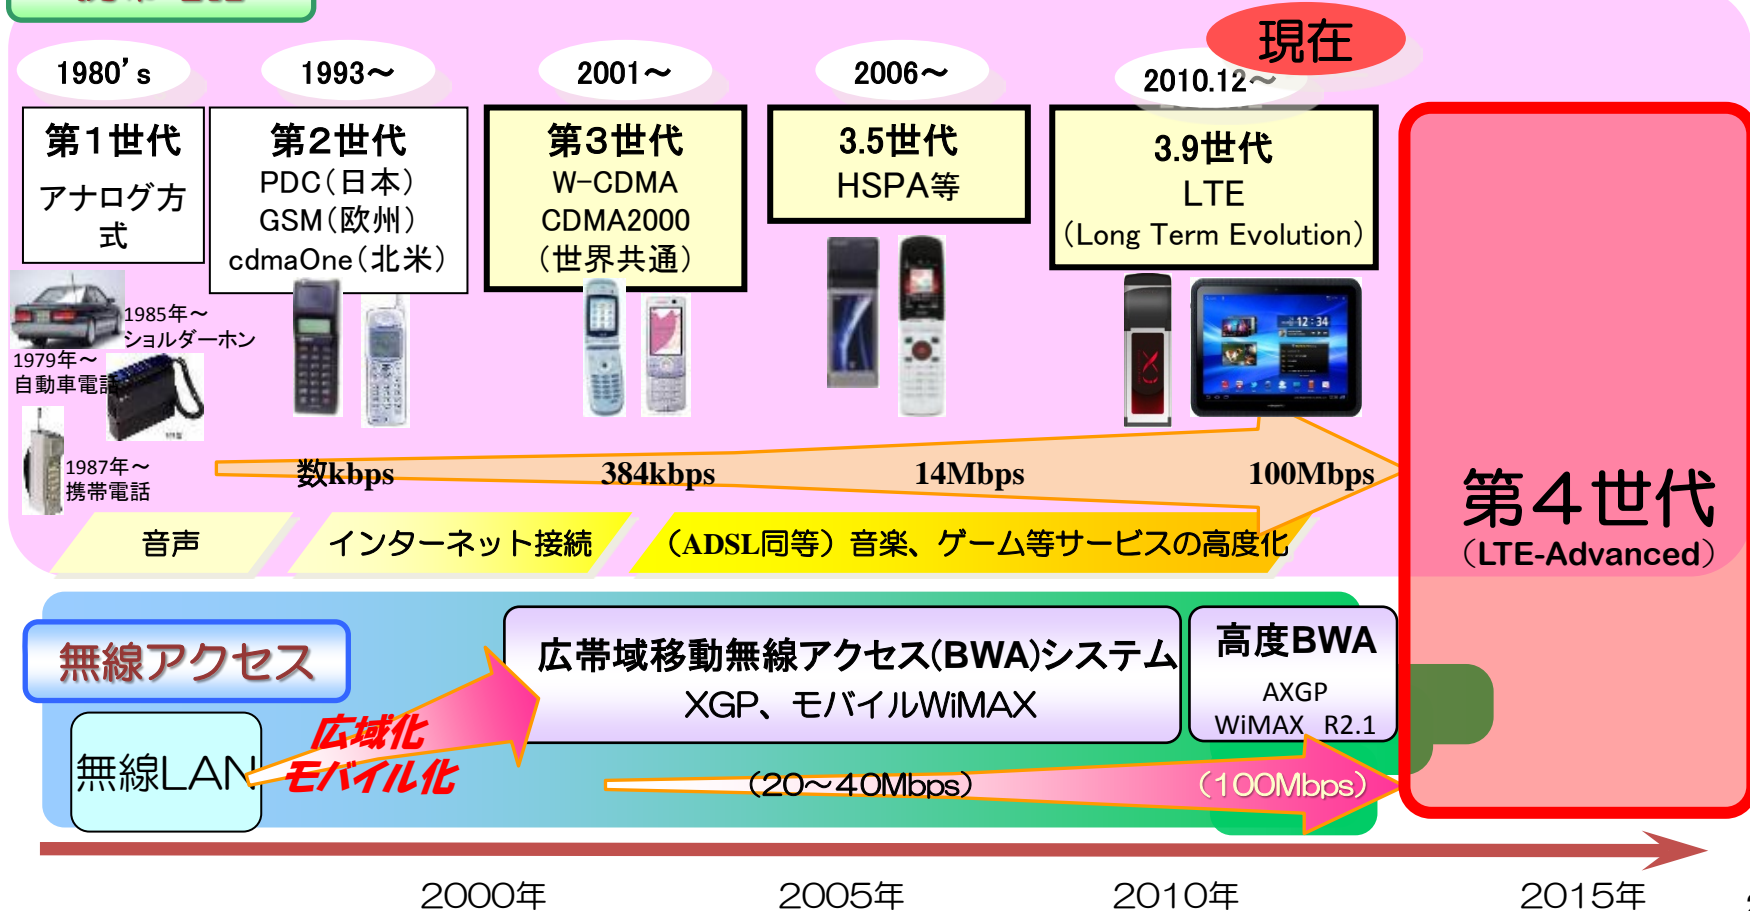 現在
1980's
1993～
2001～
2006～
2010.12～
第1世代
アナログ方
式
第2世代
PDC(日本)
GSM(欧州)
cdmaOne(北米)
第3世代
W-CDMA
CDMA2000
(世界共通)
3.5世代
HSPA等
3.9世代
LTE
(Long Term Evolution)
1985年～
ショルダーホン
1979年～
自動車電話
1987年～
携帯電話
12:34
数kbps
384kbps
14Mbps
100Mbps
音声
インターネット接続
（ADSL同等）音楽、ゲーム等サービスの高度化
第4世代
（LTE-Advanced）
無線アクセス
無線LAN
広域化
モバイル化
広帯域移動無線アクセス(BWA)システム
XGP、モバイルWiMAX
高度BWA
AXGP
WiMAX R2.1
（20～40Mbps）
（100Mbps）
2000年
2005年
2010年
2015年